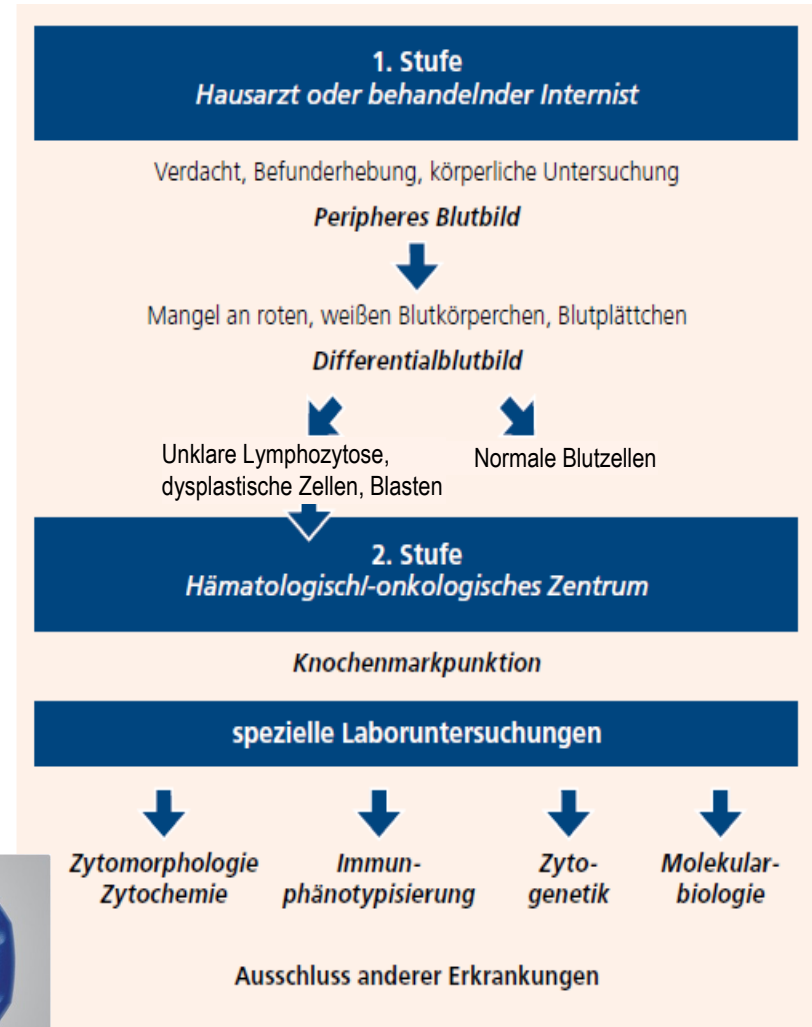 1. Stufe
Hausarzt oder behandelnder Internist
Verdacht, Befunderhebung, körperliche Untersuchung
Peripheres Blutbild
Mangel an roten, weißen Blutkörperchen, Blutplättchen
Differentialblutbild
Unklare Lymphozytose,
dysplastische Zellen, Blasten
Normale Blutzellen
2. Stufe
Hämatologisch/-onkologisches Zentrum
Knochenmarkpunktion
spezielle Laboruntersuchungen
Zytomorphologie
Zytochemie
Immun-
phänotypisierung
Zyto-
genetik
Molekular-
biologie
Ausschluss anderer Erkrankungen